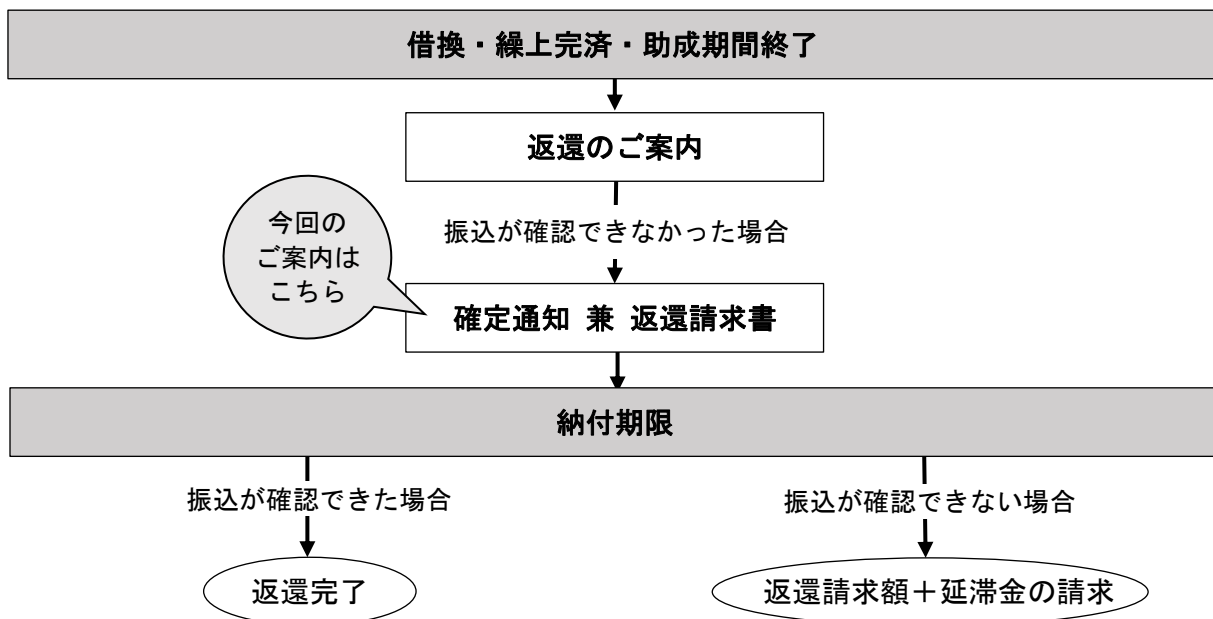 借換・繰上完済・助成期間終了
返還のご案内
振込が確認できなかった場合
今回の
ご案内は
こちら
確定通知 兼 返還請求書
納付期限
振込が確認できた場合
振込が確認できない場合
返還完了
返還請求額＋延滞金の請求